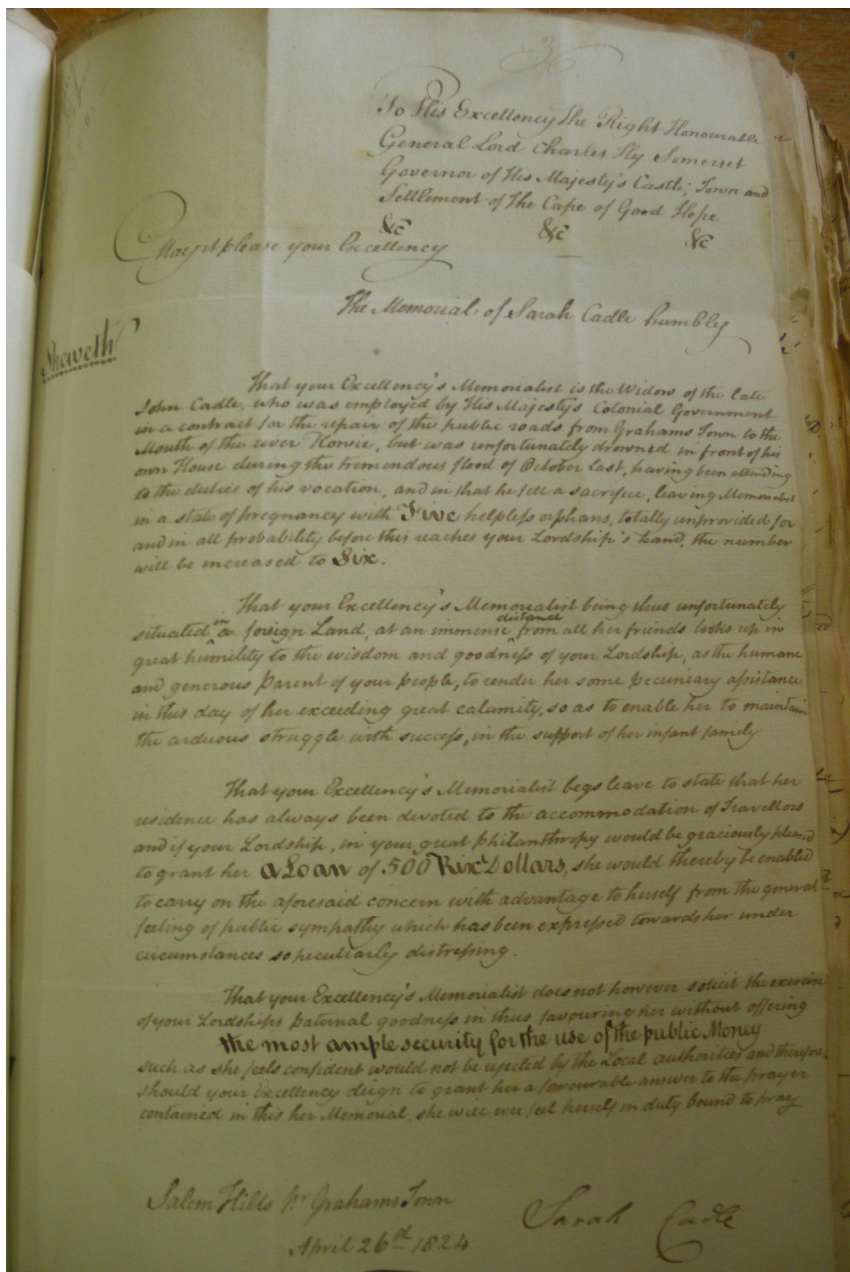 To His Excellency The Right Honourable
General Lord Charles Hy Somerset
Governor of His Majesty's Castle, Town and
Settlement of The Cape of Good Hope
&c &c &c
May it please your Excellency
The Memorial of Sarah Cadle humbly
Sheweth
That your Excellency's Memorialist is the Widow of the late
John Cadle, who was employed by His Majesty's Colonial Government
in a contract for the repair of the public roads from Grahams Town to the
Mouth of the river Kowie, but was unfortunately drowned in front of his
own House during the tremendous flood of October last, having been attending
to the duties of his vocation, and in that he fell a sacrifice, leaving Memorialist
in a state of pregnancy with Five helpless orphans, totally unprovided for
and in all probability before this reaches your Lordship's hand, the number
will be increased to Six.
That your Excellency's Memorialist being thus unfortunately
situated in a foreign Land, at an immense distance from all her friends looks up in
great humility to the wisdom and goodness of your Lordship, as the humane
and generous Parent of your People, to render her some pecuniary assistance
in this day of her exceeding great calamity, so as to enable her to maintain
the arduous struggle with success, in the support of her infant family
That your Excellency's Memorialist begs leave to state that her
residence has always been devoted to the accommodation of Travellors
and if your Lordship, in your great philanthropy would be graciously pleased
to grant her a Loan of 500 Rix Dollars, she would thereby be enabled
to carry on the aforesaid concern with advantage to herself from the general
feeling of public sympathy which has been expressed towards her under
circumstances so peculiarly distressing.
That your Excellency's Memorialist does not however solicit the exercise
of your Lordships paternal goodness in thus favouring her without offering
the most ample security for the use of the public Money
such as she feels confident would not be rejected by the Local authorities and therefore,
should your Excellency deign to grant her a favourable answer to the prayer
contained in this her Memorial, she will ever feel herself in duty bound to pray
Salem Hills Nr Grahams Town
Sarah Cadle
April 26st 1824